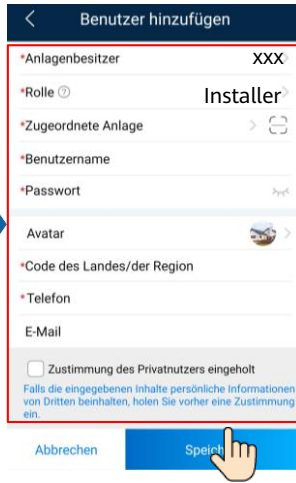 Benutzer hinzufügen
*Anlagenbesitzer XXX
*Rolle Installer
*Zugeordnete Anlage
*Benutzername
*Passwort
Avatar
*Code des Landes/der Region
*Telefon
E-Mail
Zustimmung des Privatnutzers eingeholt
Falls die eingegebenen Inhalte persönliche Informationen
von Dritten beinhalten, holen Sie vorher eine Zustimmung
ein.
Abbrechen